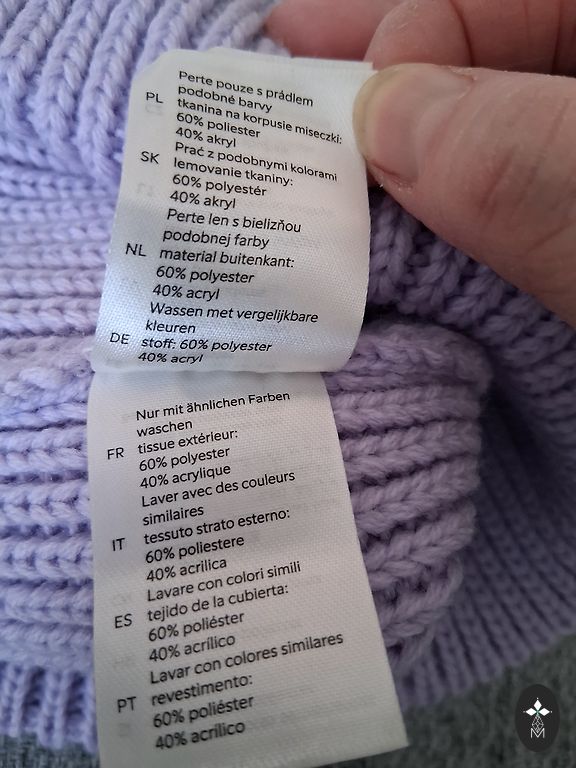 Perte pouze s prádlem
podobné barvy
PL tkanina na korpusie miseczki:
60% poliester
40% akryl
Prać z podobnymi kolorami
SK lemovanie tkaniny:
60% polyestér
40% akryl
Perte len s bielizňou
podobnej farby
NL material buitenkant:
60% polyester
40% acryl
Wassen met vergelijkbare
kleuren
DE stoff: 60% polyester
40% acryl
Nur mit ähnlichen Farben
waschen
FR tissue extérieur:
60% polyester
40% acrylique
Laver avec des couleurs
similaires
IT tessuto strato esterno:
60% poliestere
40% acrilica
Lavare con colori simili
ES tejido de la cubierta:
60% poliéster
40% acrílico
Lavar con colores similares
PT revestimento:
60% poliéster
40% acrílico
M